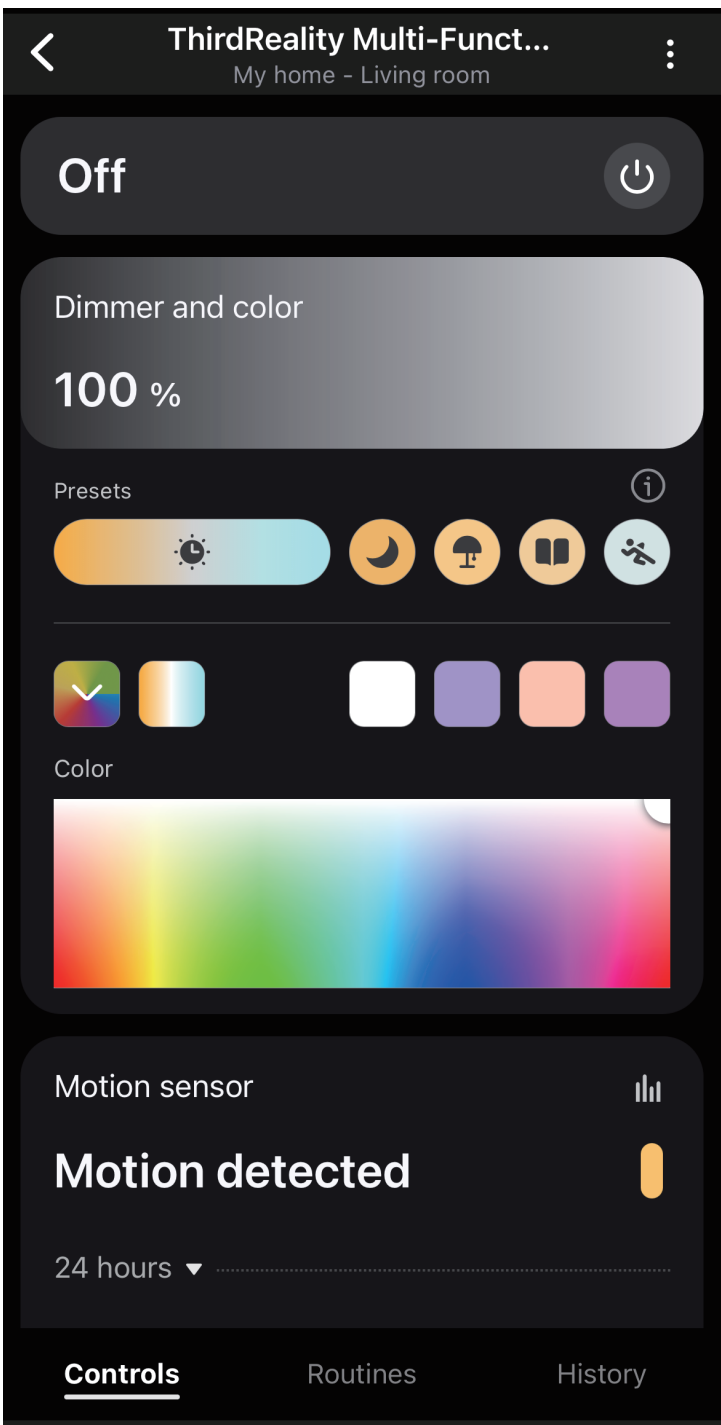 ThirdReality Multi-Funct...
My home - Living room
Off
Dimmer and color
100 %
Presets
Color
Motion sensor
Motion detected
24 hours
Controls
Routines
History